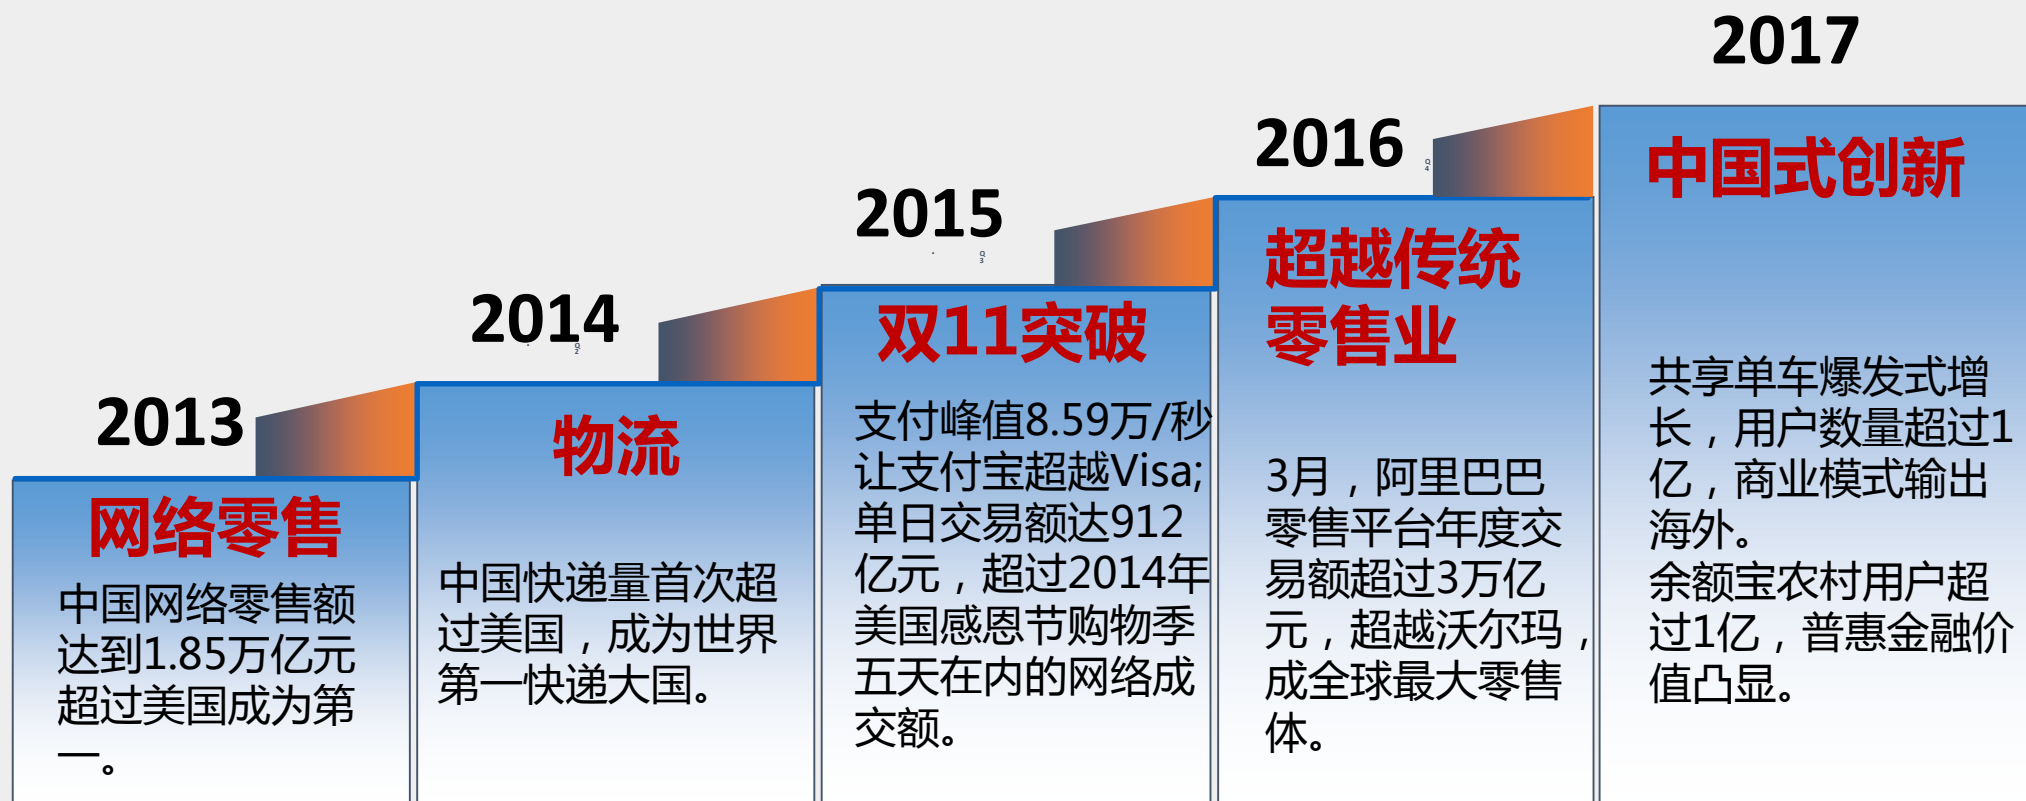 2013
网络零售
中国网络零售额
达到1.85万亿元
超过美国成为第
一。
2014
Q
2
物流
中国快递量首次超
过美国，成为世界
第一快递大国。
2015
Q
3
双11突破
支付峰值8.59万/秒
让支付宝超越Visa;
单日交易额达912
亿元，超过2014年
美国感恩节购物季
五天在内的网络成
交额。
2016
Q
4
超越传统
零售业
3月，阿里巴巴
零售平台年度交
易额超过3万亿
元，超越沃尔玛，
成全球最大零售
体。
2017
中国式创新
共享单车爆发式增
长，用户数量超过1
亿，商业模式输出
海外。
余额宝农村用户超
过1亿，普惠金融价
值凸显。